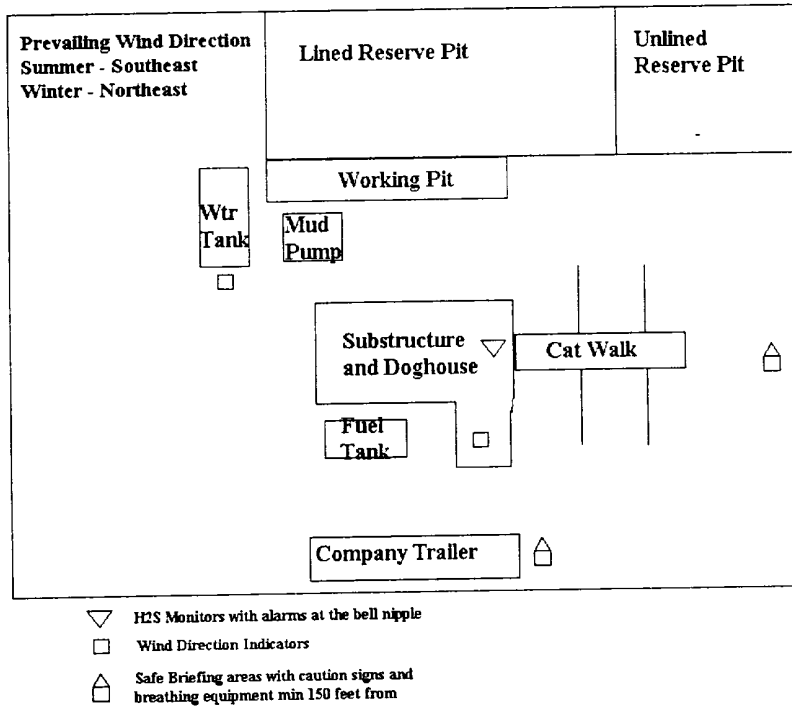 Prevailing Wind Direction
Summer - Southeast
Winter - Northeast
Lined Reserve Pit
Unlined
Reserve Pit
Working Pit
Wtr
Tank
Mud
Pump
Substructure
and Doghouse
Cat Walk
Fuel
Tank
Company Trailer
H2S Monitors with alarms at the bell nipple
Wind Direction Indicators
Safe Briefing areas with caution signs and
breathing equipment min 150 feet from